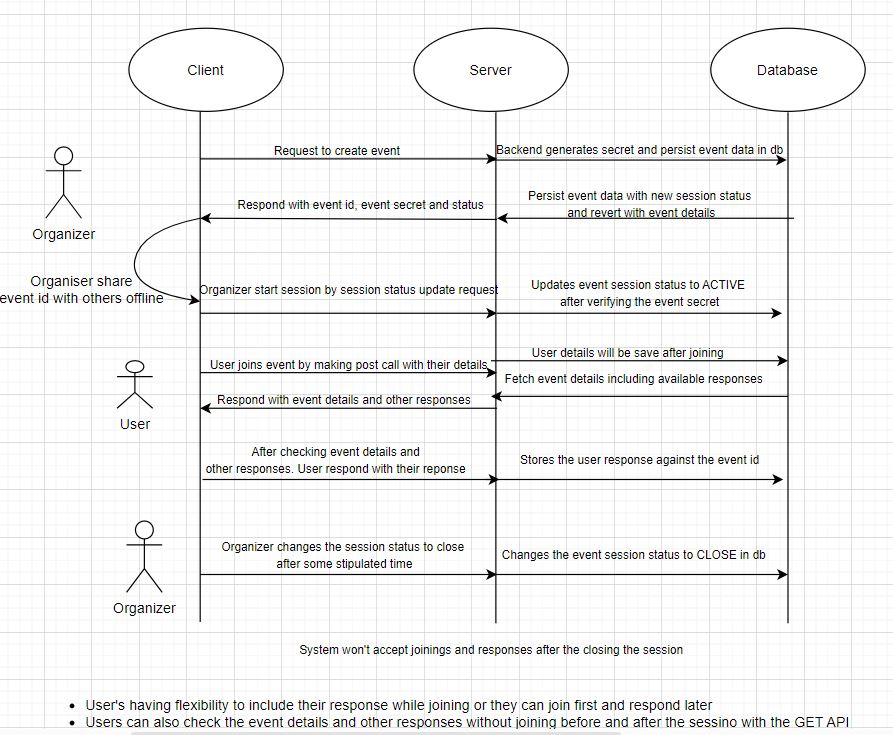 Client
Server
Database
Request to create event
Backend generates secret and persist event data in db
Organizer
Respond with event id, event secret and status
Persist event data with new session status
and revert with event details
Organiser share
event id with others offline
Organizer start session by session status update request
Updates event session status to ACTIVE
after verifying the event secret
User
User joins event by making post call with their details
User details will be save after joining
Fetch event details including available responses
Respond with event details and other responses
After checking event details and
other responses. User respond with their reponse
Stores the user response against the event id
Organizer
Organizer changes the session status to close
after some stipulated time
Changes the event session status to CLOSE in db
System won't accept joinings and responses after the closing the session
• User's having flexibility to include their response while joining or they can join first and respond later
• Users can also check the event details and other responses without joining before and after the sessino with the GET API